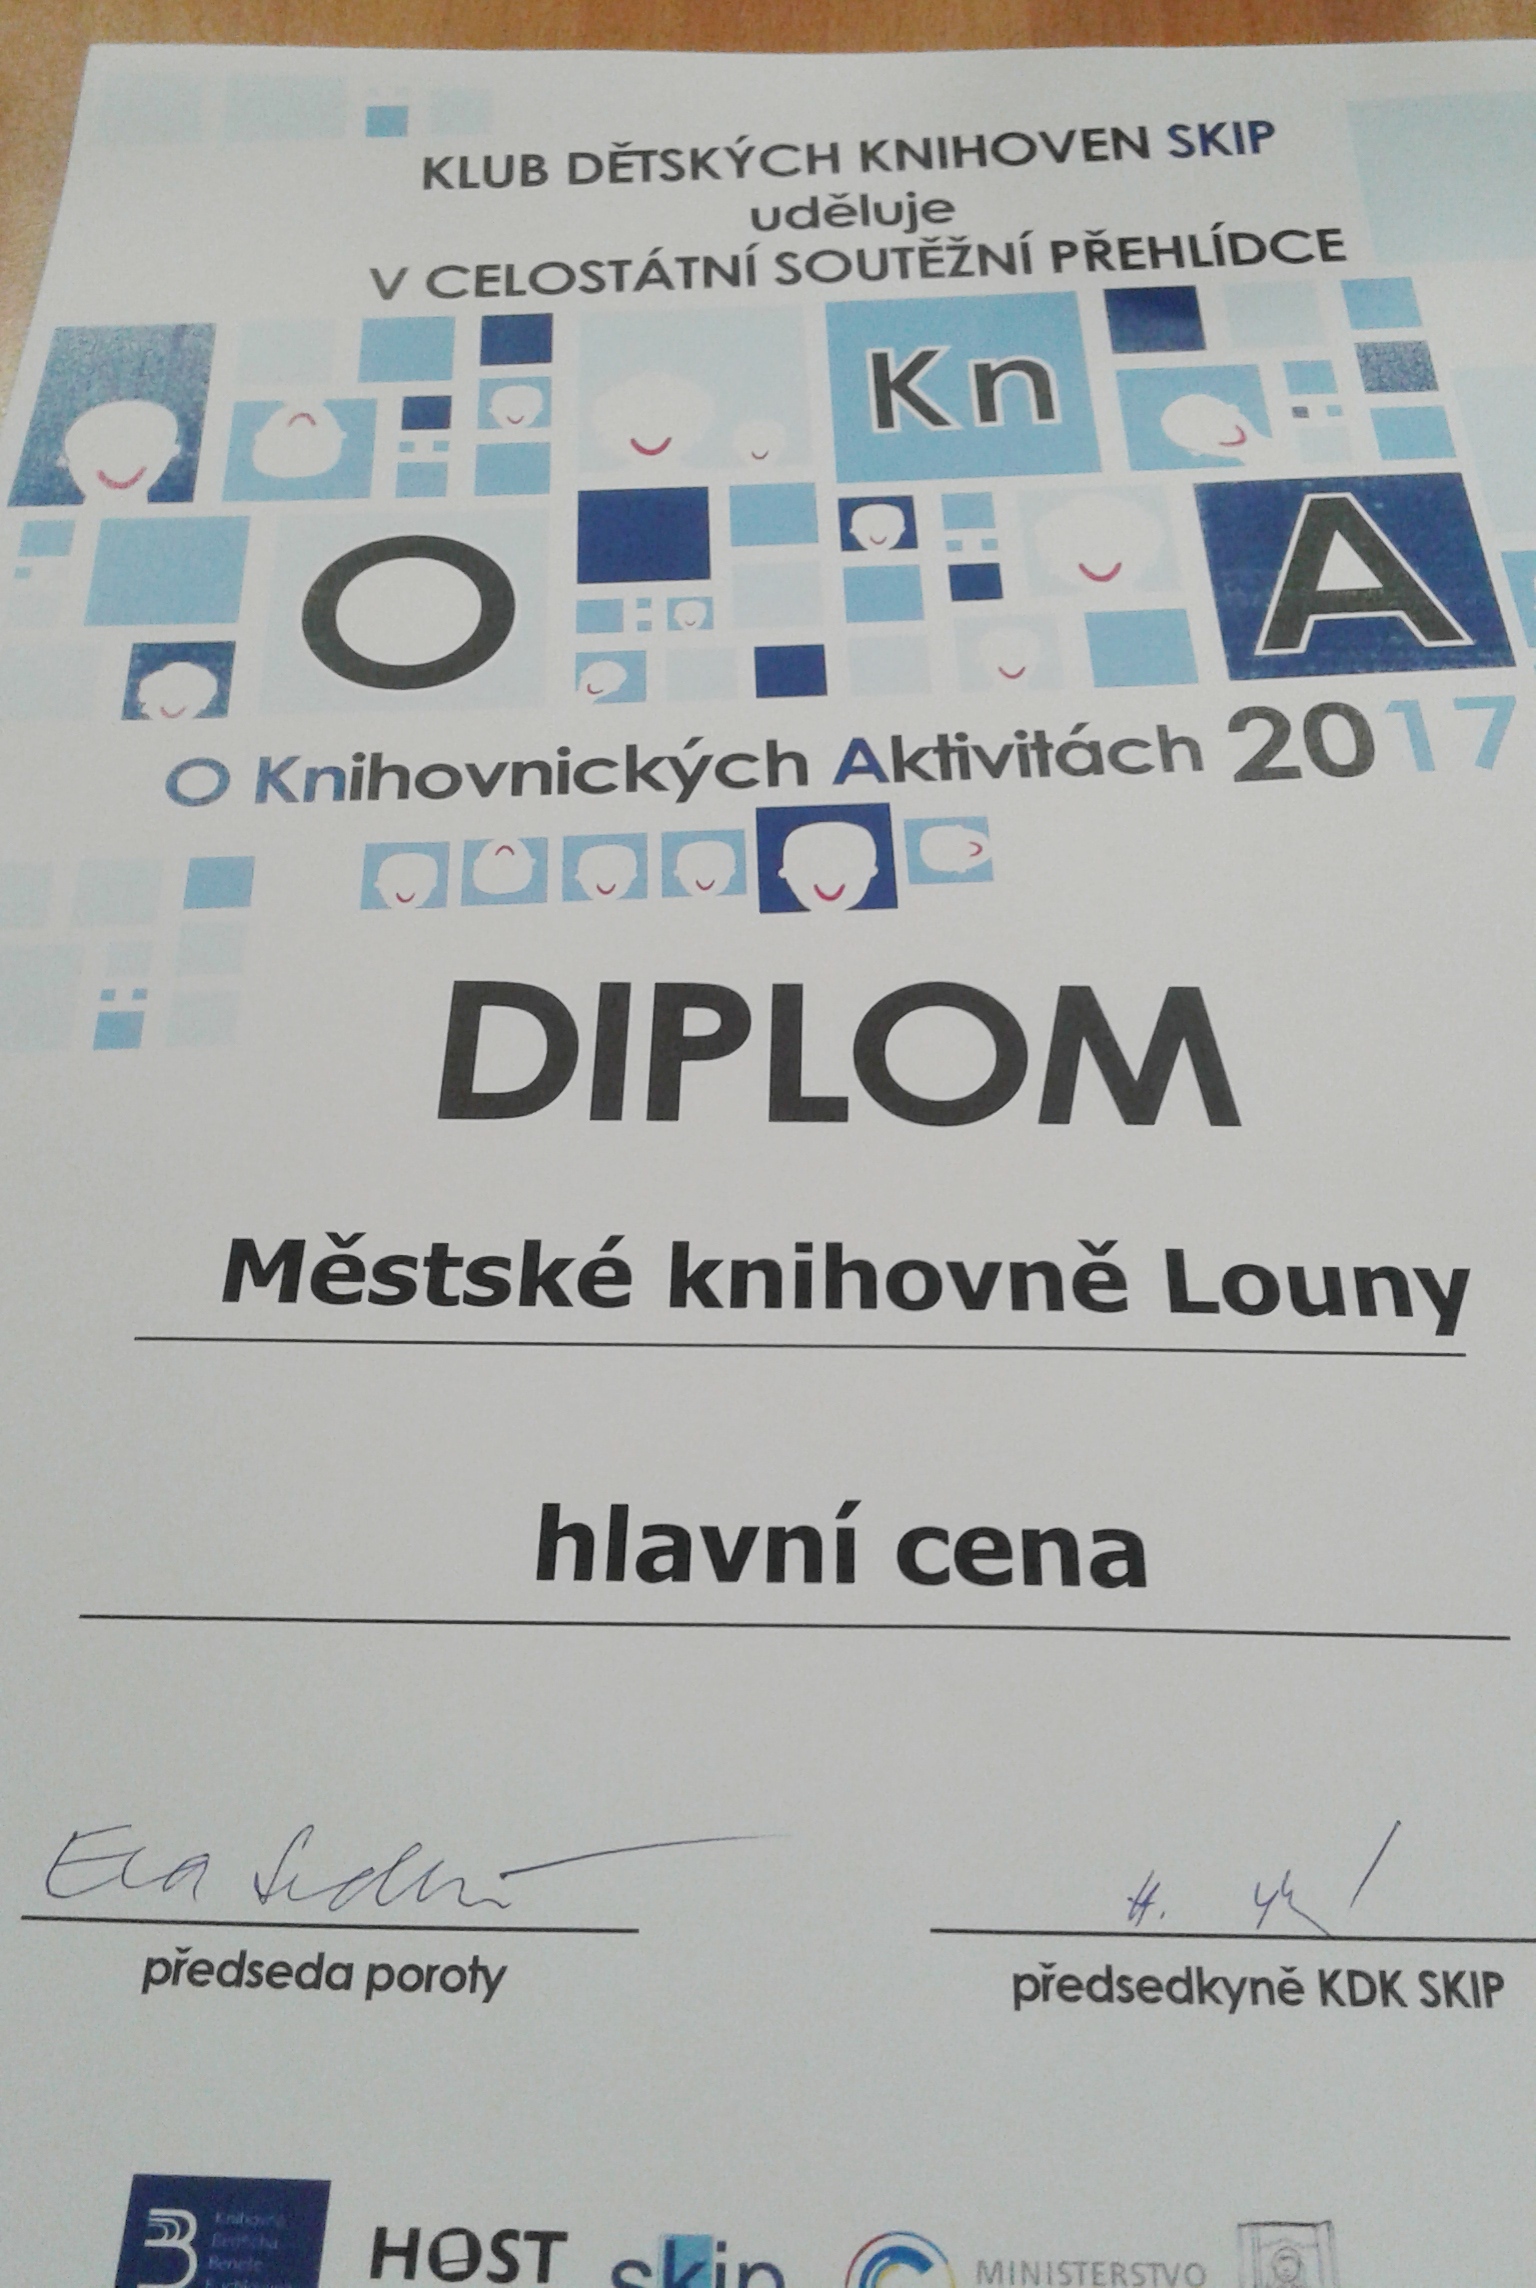 KLUB DĚTSKÝCH KNIHOVEN SKIP
uděluje
V CELOSTÁTNÍ SOUTĚŽNÍ PŘEHLÍDCE
Kn
O
A
O Knihovnických Aktivitách 2017
DIPLOM
Městské knihovně Louny
hlavní cena
Eva
předseda poroty
H.
předsedkyně KDK SKIP
HOST
skip
MINISTERSTVO